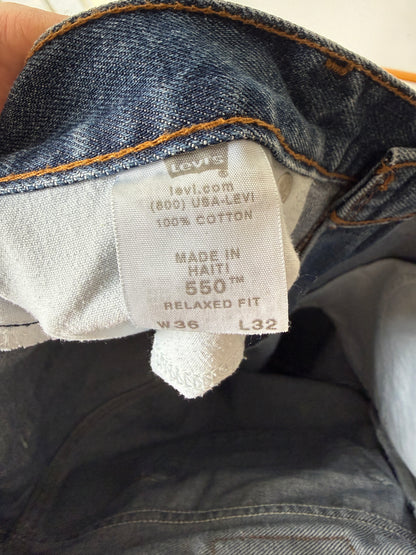 Levi's
levi.com
(800) USA-LEVI
100% COTTON
MADE IN
HAITI
550™
RELAXED FIT
W36 L32